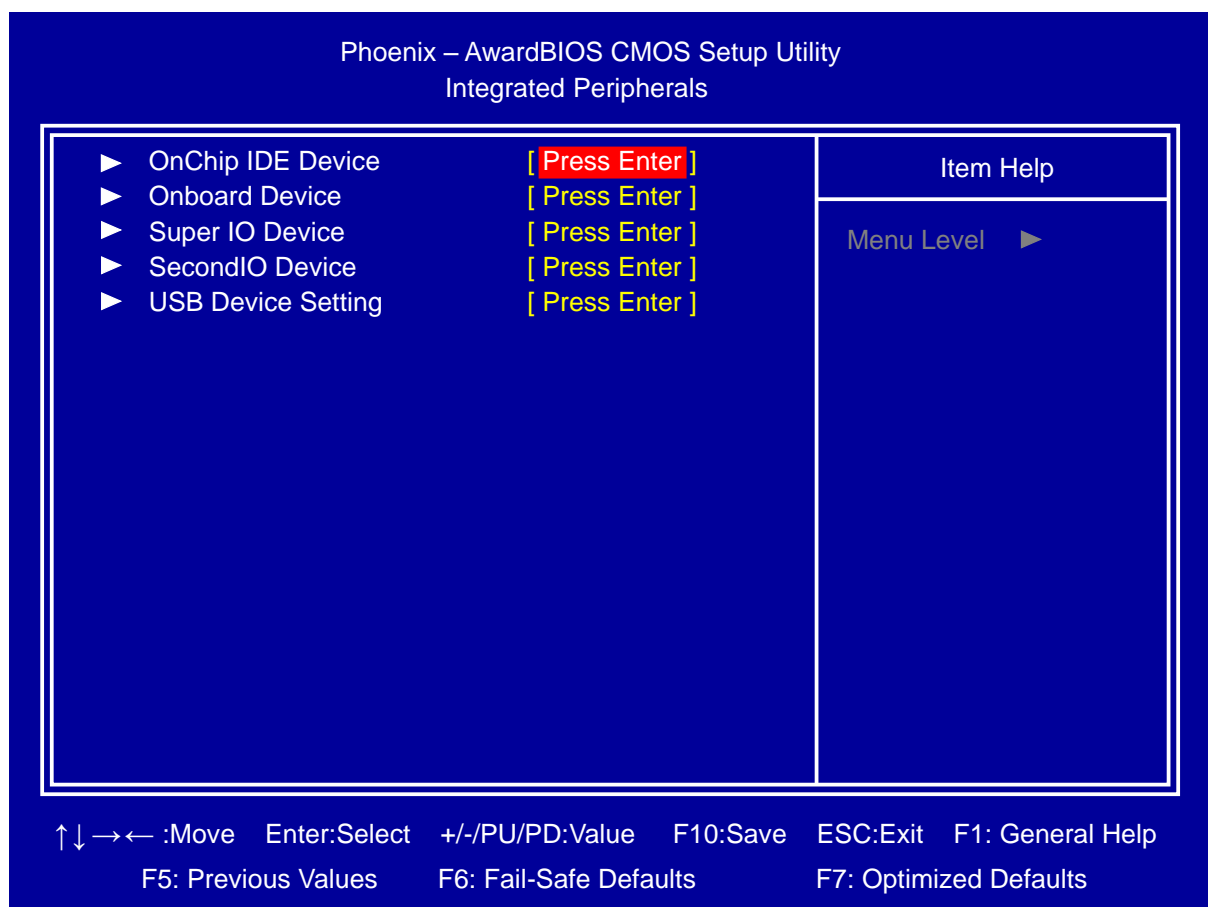 Phoenix – AwardBIOS CMOS Setup Utility
Integrated Peripherals
► OnChip IDE Device [ Press Enter ]
► Onboard Device [ Press Enter ]
► Super IO Device [ Press Enter ]
► SecondIO Device [ Press Enter ]
► USB Device Setting [ Press Enter ]
Item Help
Menu Level ►
↑↓→← :Move Enter:Select +/-/PU/PD:Value F10:Save ESC:Exit F1: General Help
F5: Previous Values F6: Fail-Safe Defaults F7: Optimized Defaults